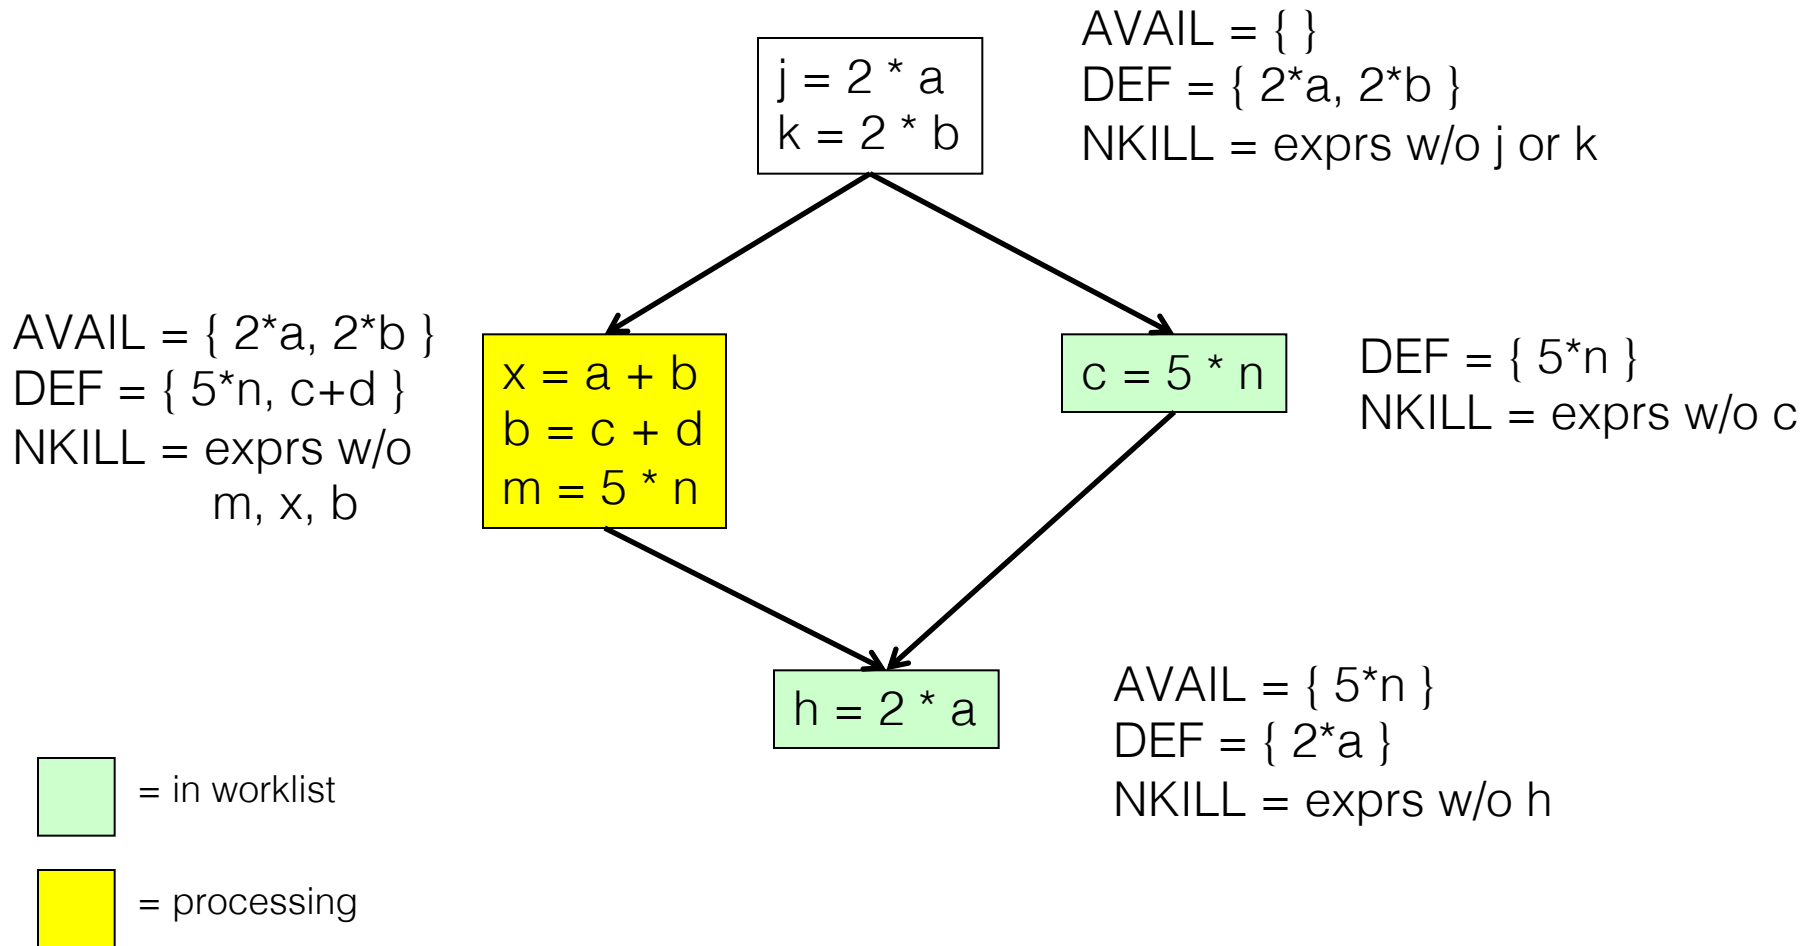 AVAIL = { }
DEF = { 2*a, 2*b }
NKILL = exprs w/o j or k
j = 2 * a
k = 2 * b
AVAIL = { 2*a, 2*b }
DEF = { 5*n, c+d }
NKILL = exprs w/o
m, x, b
x = a + b
b = c + d
m = 5 * n
c = 5 * n
DEF = { 5*n }
NKILL = exprs w/o c
h = 2 * a
AVAIL = { 5*n }
DEF = { 2*a }
NKILL = exprs w/o h
= in worklist
= processing